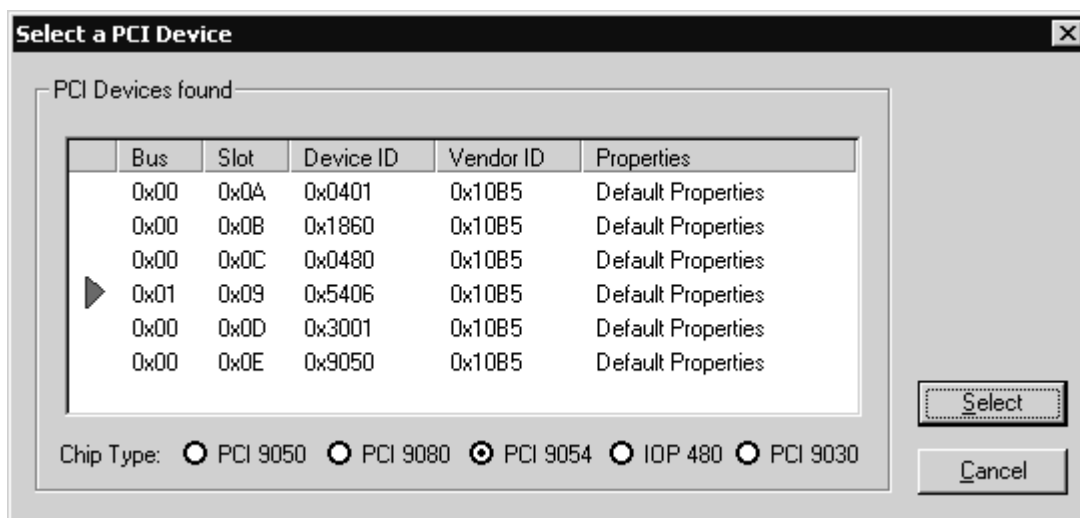 Select a PCI Device
PCI Devices found
Bus Slot Device ID Vendor ID Properties
0x00 0x0A 0x0401 0x10B5 Default Properties
0x00 0x0B 0x1860 0x10B5 Default Properties
0x00 0x0C 0x0480 0x10B5 Default Properties
0x01 0x09 0x5406 0x10B5 Default Properties
0x00 0x0D 0x3001 0x10B5 Default Properties
0x00 0x0E 0x9050 0x10B5 Default Properties
Chip Type: PCI 9050 PCI 9080 PCI 9054 IOP 480 PCI 9030
Select
Cancel